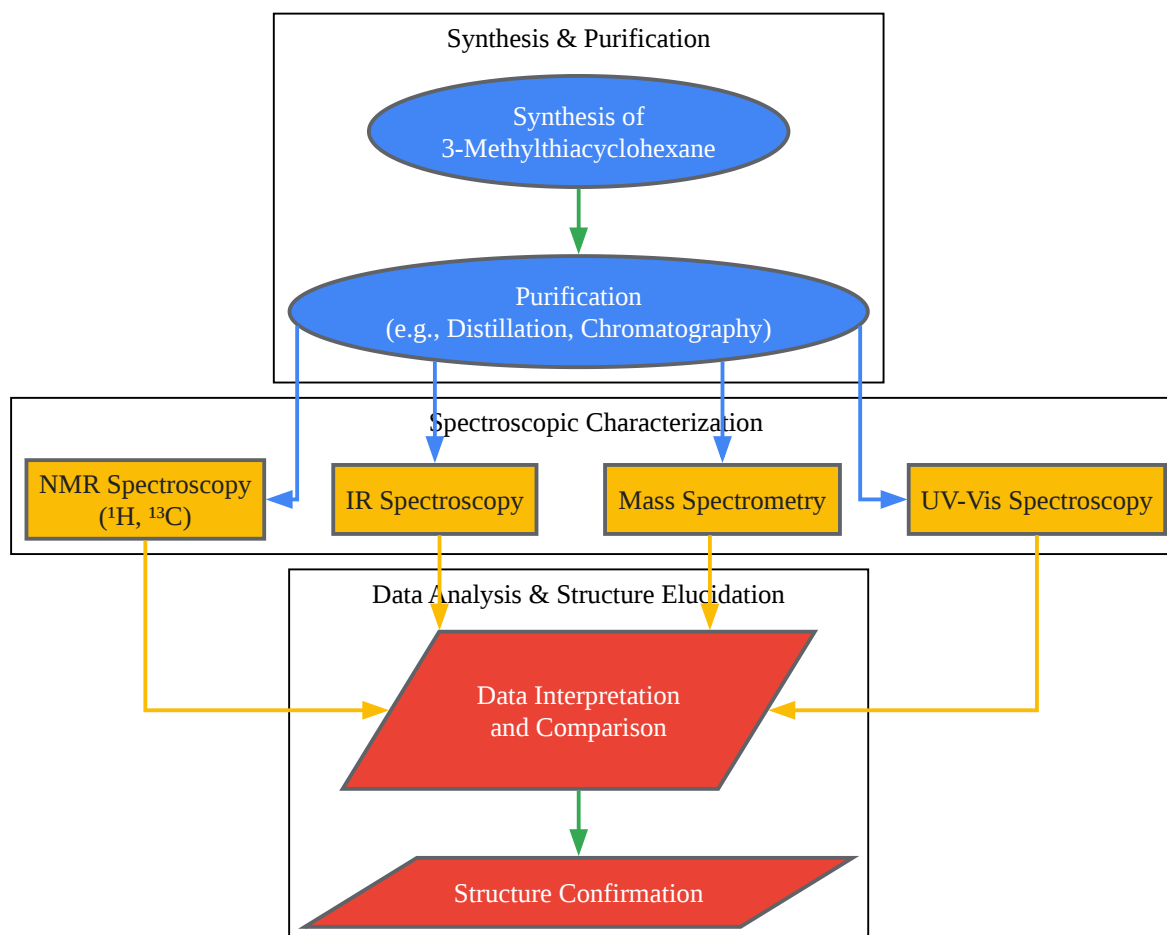 Synthesis & Purification
Synthesis of
3-Methylthiacyclohexane
Purification
(e.g., Distillation, Chromatography)
Spectroscopic Characterization
NMR Spectroscopy
(¹H, ¹³C)
IR Spectroscopy
Mass Spectrometry
UV-Vis Spectroscopy
Data Analysis & Structure Elucidation
Data Interpretation
and Comparison
Structure Confirmation